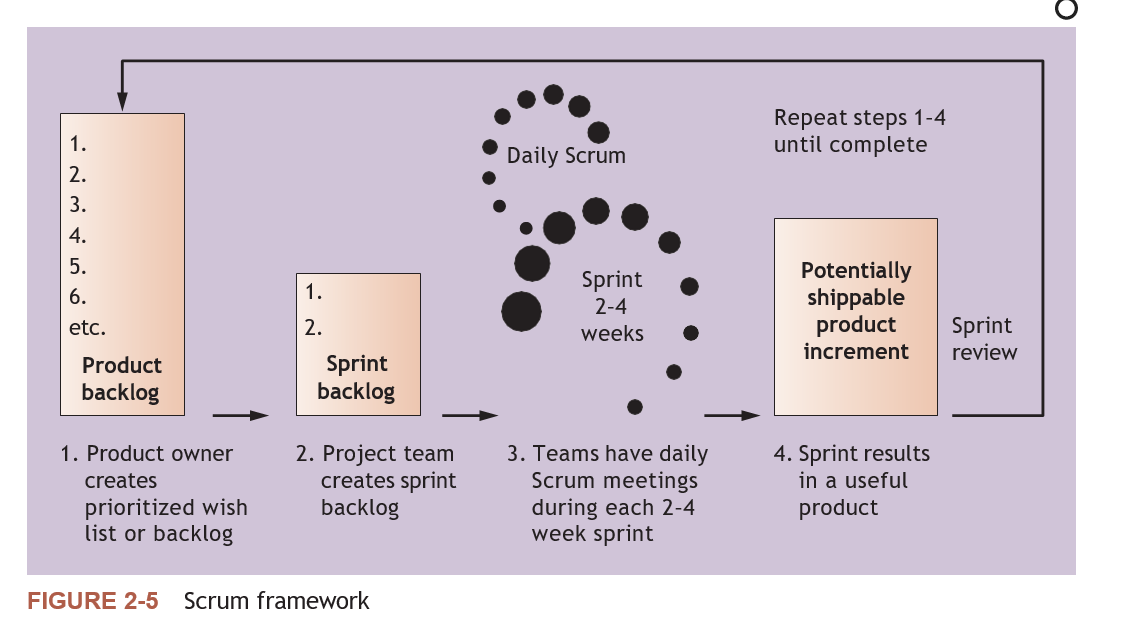 1.
2.
3.
4.
5.
6.
etc.
Product
backlog
1.
2.
Sprint
backlog
Daily Scrum
Sprint
2–4
weeks
Repeat steps 1–4
until complete
Potentially
shippable
product
increment
Sprint
review
1. Product owner
creates
prioritized wish
list or backlog
2. Project team
creates sprint
backlog
3. Teams have daily
Scrum meetings
during each 2–4
week sprint
4. Sprint results
in a useful
product
FIGURE 2-5 Scrum framework